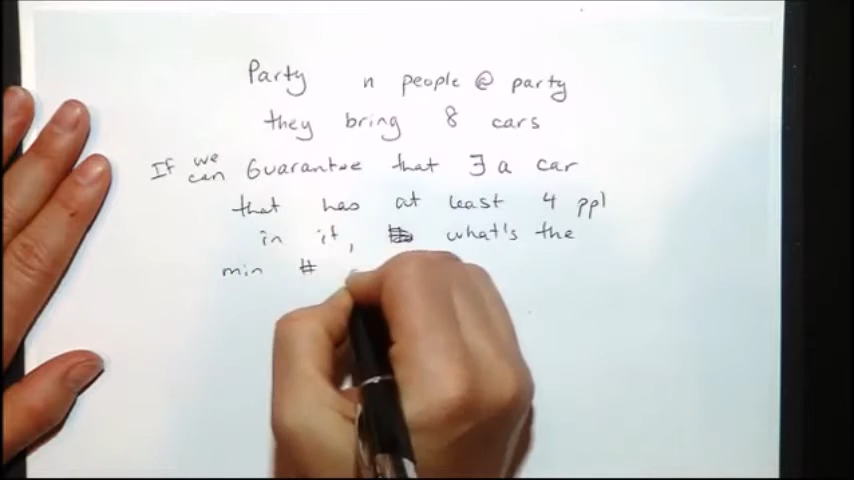 Party n people @ party
they bring 8 cars
If we can Guarantee that ∃ a car
that has at least 4 ppl
in it, what's the
min #